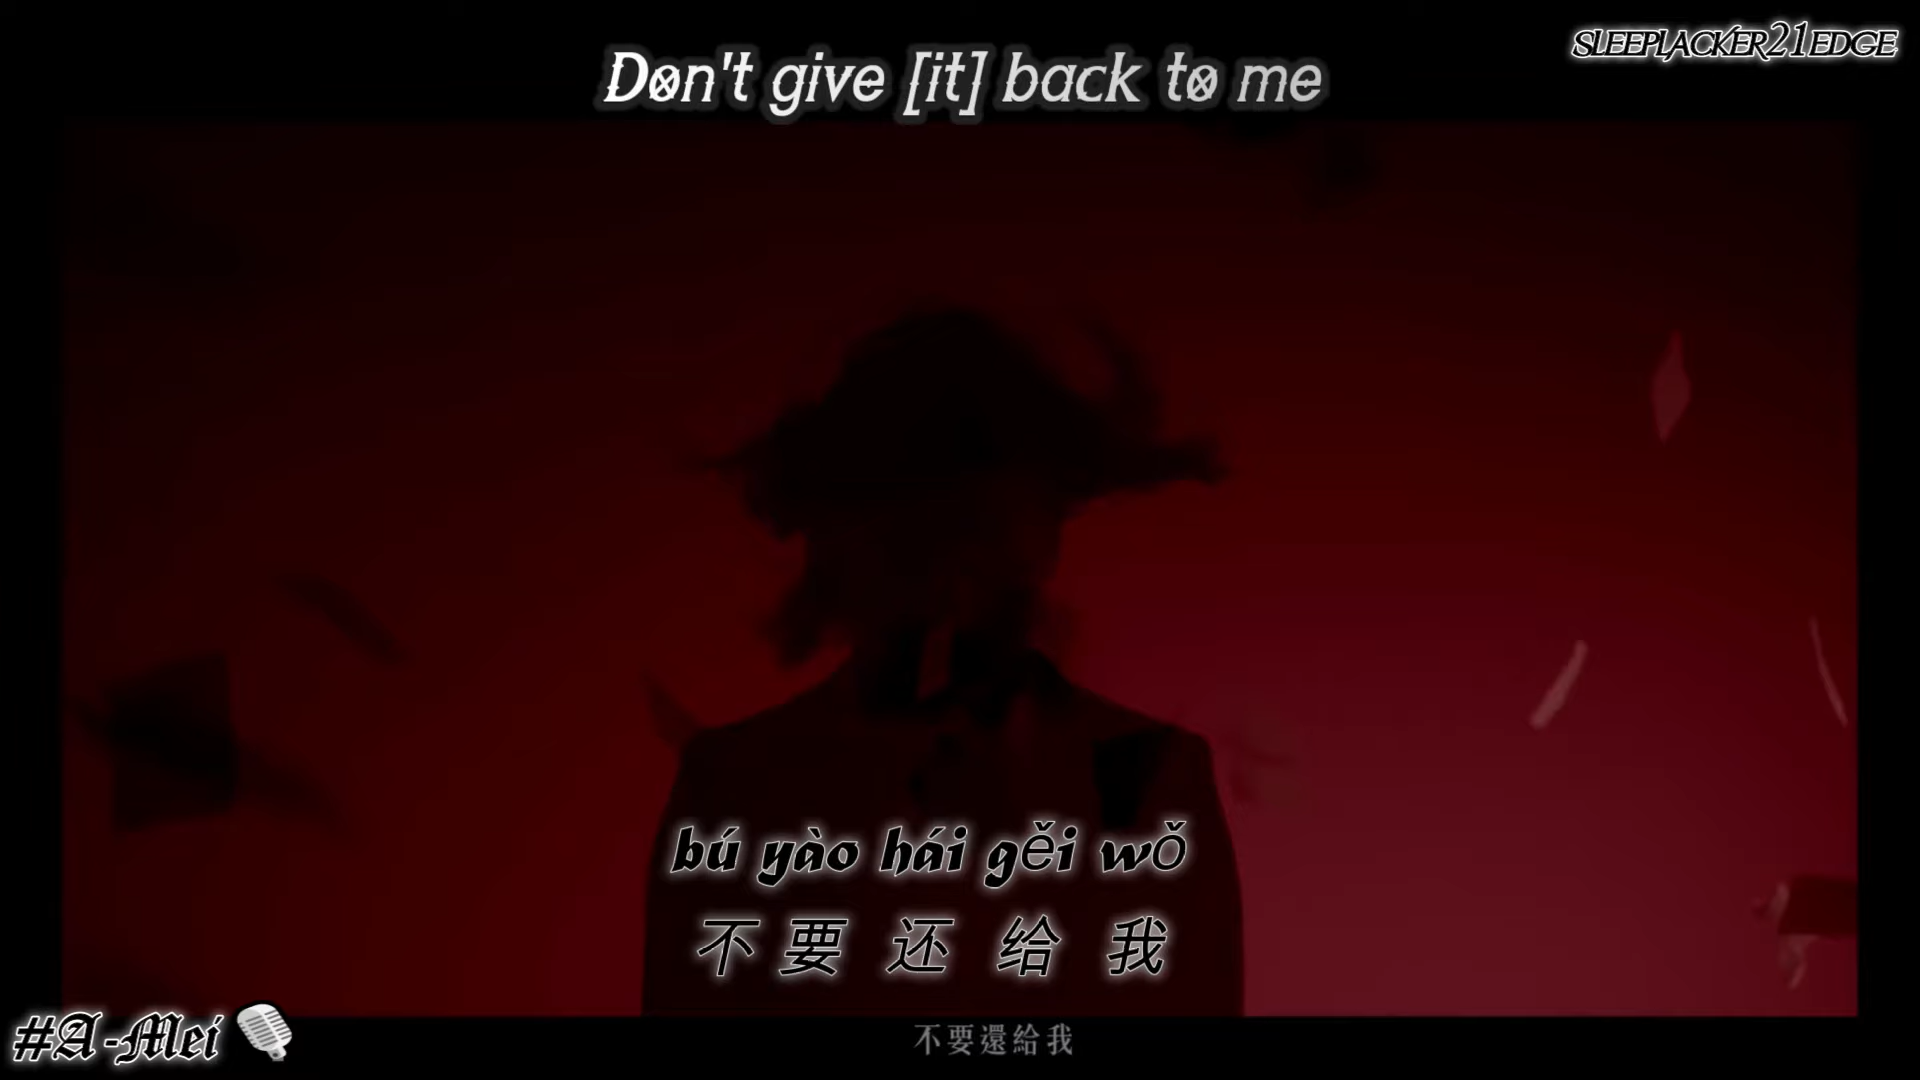 SLEEPLACKER21EDGE
Don't give [it] back to me
bú yào hái gěi wǒ
不 要 还 给 我
#A-Mei
不要還給我